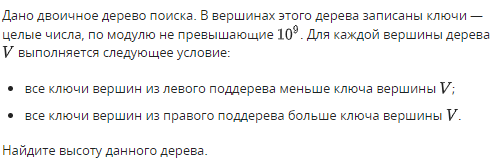 Дано двоичное дерево поиска. В вершинах этого дерева записаны ключи —
целые числа, по модулю не превышающие 10⁹. Для каждой вершины дерева
V выполняется следующее условие:
• все ключи вершин из левого поддерева меньше ключа вершины V;
• все ключи вершин из правого поддерева больше ключа вершины V.
Найдите высоту данного дерева.